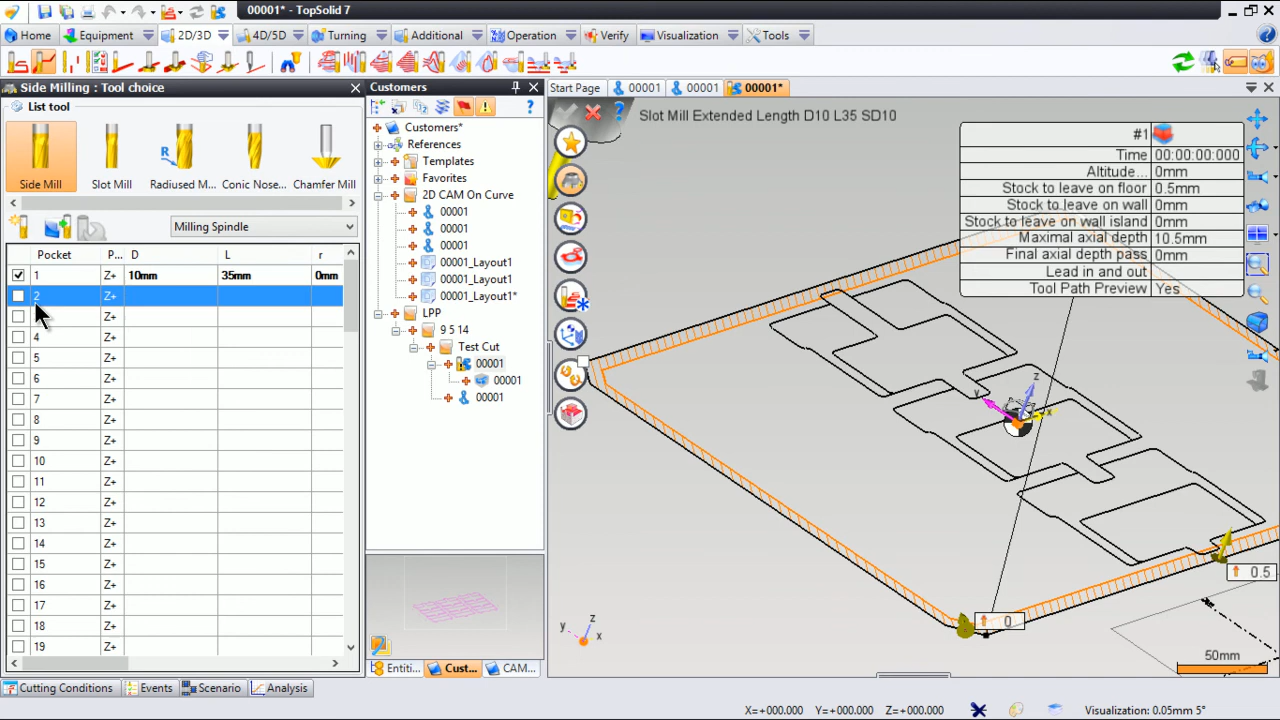 00001* - TopSolid 7
Home
Equipment
2D/3D
4D/5D
Turning
Additional
Operation
Verify
Visualization
Tools
Side Milling : Tool choice
List tool
Side Mill
Slot Mill
Radiused M...
Conic Nose...
Chamfer Mill
Milling Spindle
Pocket P... D L r
1 Z+ 10mm 35mm 0mm
2 Z+
Z+
4 Z+
5 Z+
6 Z+
7 Z+
8 Z+
9 Z+
10 Z+
11 Z+
12 Z+
13 Z+
14 Z+
15 Z+
16 Z+
17 Z+
18 Z+
19 Z+
Cutting Conditions
Events
Scenario
Analysis
Customers
Customers*
References
Templates
Favorites
2D CAM On Curve
00001
00001
00001
00001_Layout1
00001_Layout1
00001_Layout1*
LPP
9 5 14
Test Cut
00001
00001
00001
Entiti...
Cust...
CAM...
Start Page
00001
00001
00001*
Slot Mill Extended Length D10 L35 SD10
#1
Time 00:00:00:000
Altitude... 0mm
Stock to leave on floor 0.5mm
Stock to leave on wall 0mm
Stock to leave on wall island 0mm
Maximal axial depth 10.5mm
Final axial depth pass 0mm
Lead in and out
Tool Path Preview Yes
z
y
x
0.5
0
z
y
x
50mm
X=+000.000 Y=+000.000 Z=+000.000
Visualization: 0.05mm 5°